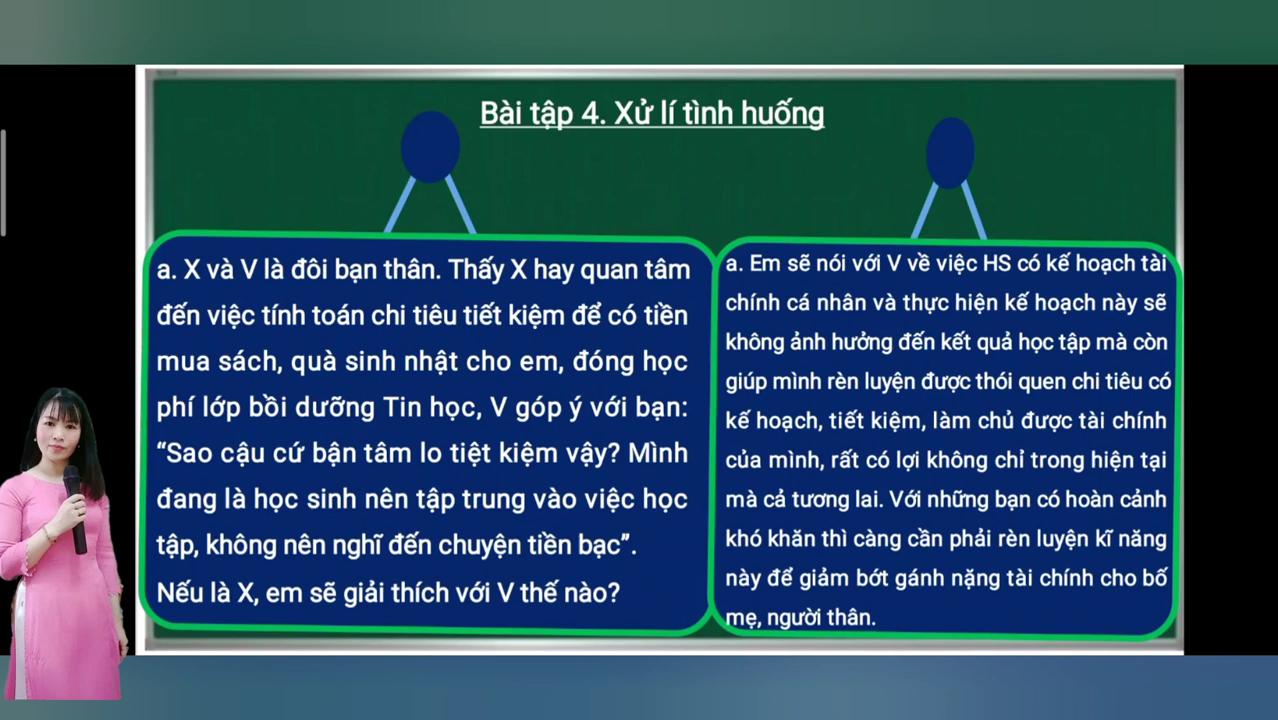 Bài tập 4. Xử lí tình huống
a. X và V là đôi bạn thân. Thấy X hay quan tâm
đến việc tính toán chi tiêu tiết kiệm để có tiền
mua sách, quà sinh nhật cho em, đóng học
phí lớp bồi dưỡng Tin học, V góp ý với bạn:
“Sao cậu cứ bận tâm lo tiệt kiệm vậy? Mình
đang là học sinh nên tập trung vào việc học
tập, không nên nghĩ đến chuyện tiền bạc”.
Nếu là X, em sẽ giải thích với V thế nào?
a. Em sẽ nói với V về việc HS có kế hoạch tài
chính cá nhân và thực hiện kế hoạch này sẽ
không ảnh hưởng đến kết quả học tập mà còn
giúp mình rèn luyện được thói quen chi tiêu có
kế hoạch, tiết kiệm, làm chủ được tài chính
của mình, rất có lợi không chỉ trong hiện tại
mà cả tương lai. Với những bạn có hoàn cảnh
khó khăn thì càng cần phải rèn luyện kĩ năng
này để giảm bớt gánh nặng tài chính cho bố
mẹ, người thân.